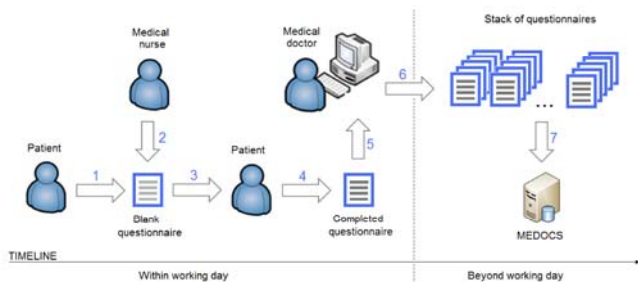 Stack of questionnaires
Medical
nurse
Medical
doctor
6
...
2
5
7
Patient
Patient
1
3
4
Blank
questionnaire
Completed
questionnaire
MEDOCS
TIMELINE
Within working day
Beyond working day